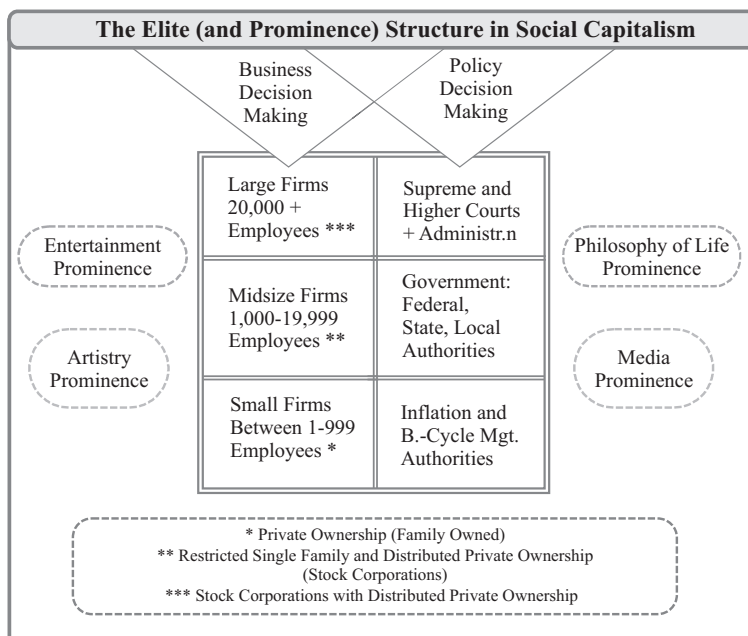 The Elite (and Prominence) Structure in Social Capitalism
Business
Decision
Making
Policy
Decision
Making
Large Firms
20,000 +
Employees ***
Supreme and
Higher Courts
+ Administr.n
Entertainment
Prominence
Philosophy of Life
Prominence
Midsize Firms
1,000-19,999
Employees **
Government:
Federal,
State, Local
Authorities
Artistry
Prominence
Media
Prominence
Small Firms
Between 1-999
Employees *
Inflation and
B.-Cycle Mgt.
Authorities
* Private Ownership (Family Owned)
** Restricted Single Family and Distributed Private Ownership
(Stock Corporations)
*** Stock Corporations with Distributed Private Ownership